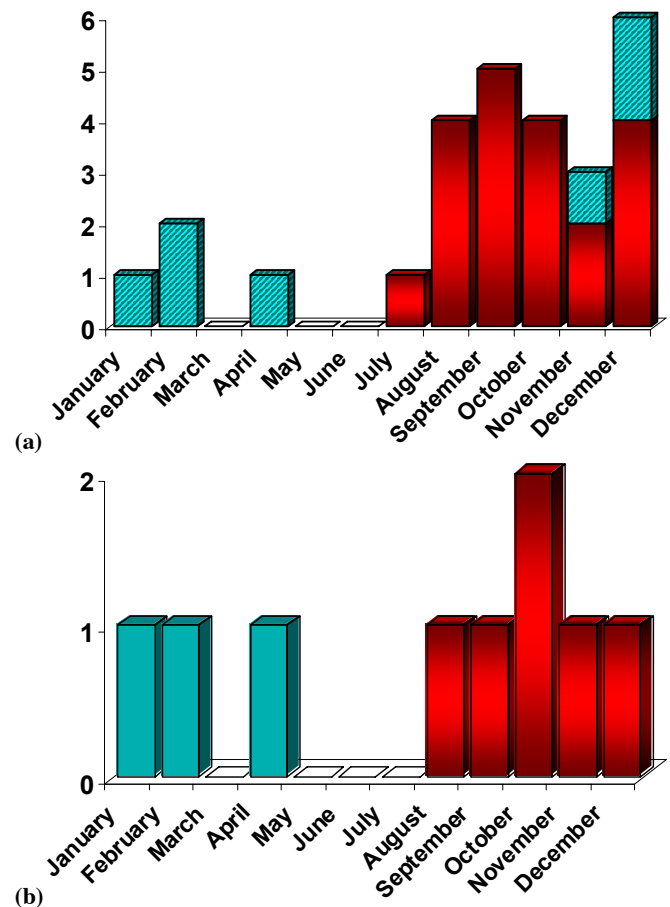 6
5
4
3
2
1
0
January
February
March
April
May
June
July
August
September
October
November
December
(a)
2
1
0
January
February
March
April
May
June
July
August
September
October
November
December
(b)